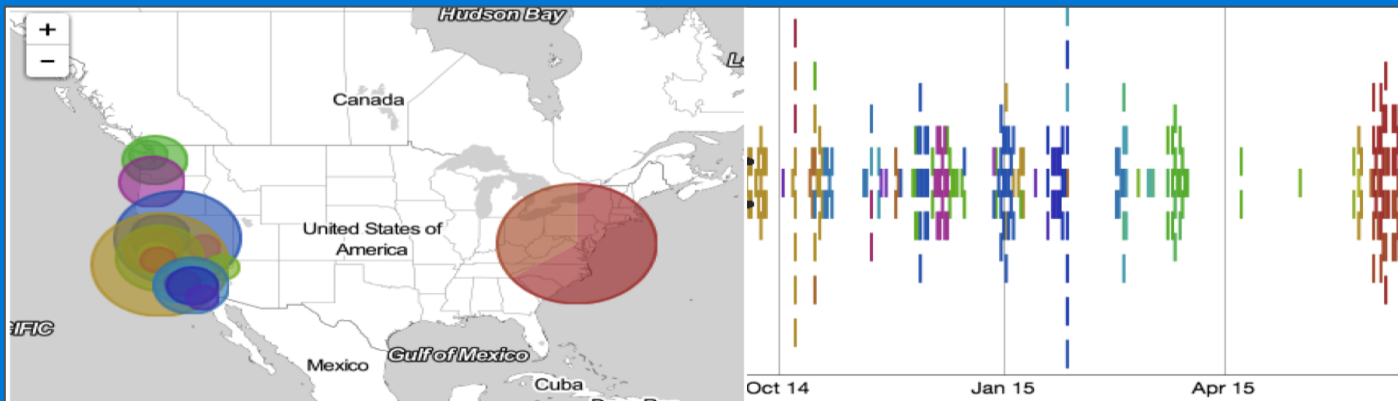 +
−
Hudson Bay
Canada
United States of
America
Mexico
Gulf of Mexico
Cuba
Oct 14
Jan 15
Apr 15